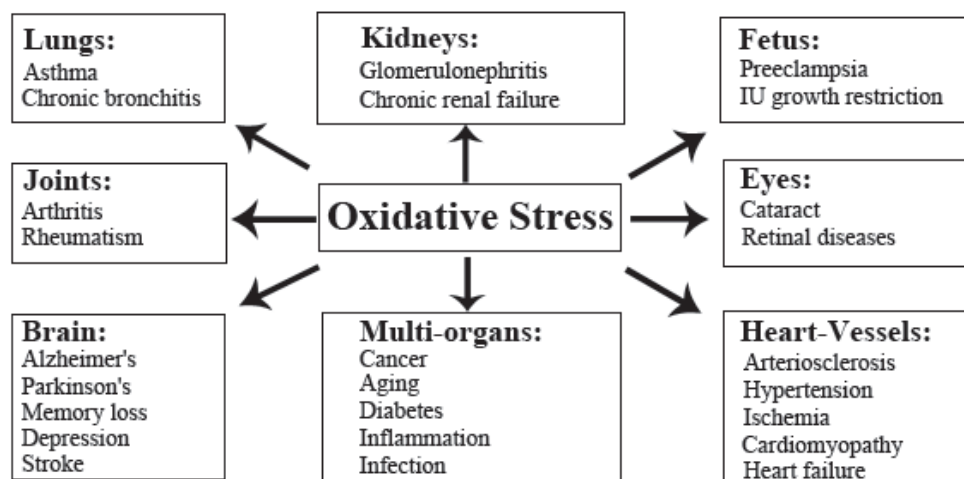 Lungs:
Asthma
Chronic bronchitis
Kidneys:
Glomerulonephritis
Chronic renal failure
Fetus:
Preeclampsia
IU growth restriction
Joints:
Arthritis
Rheumatism
Oxidative Stress
Eyes:
Cataract
Retinal diseases
Brain:
Alzheimer's
Parkinson's
Memory loss
Depression
Stroke
Multi-organs:
Cancer
Aging
Diabetes
Inflammation
Infection
Heart-Vessels:
Arteriosclerosis
Hypertension
Ischemia
Cardiomyopathy
Heart failure